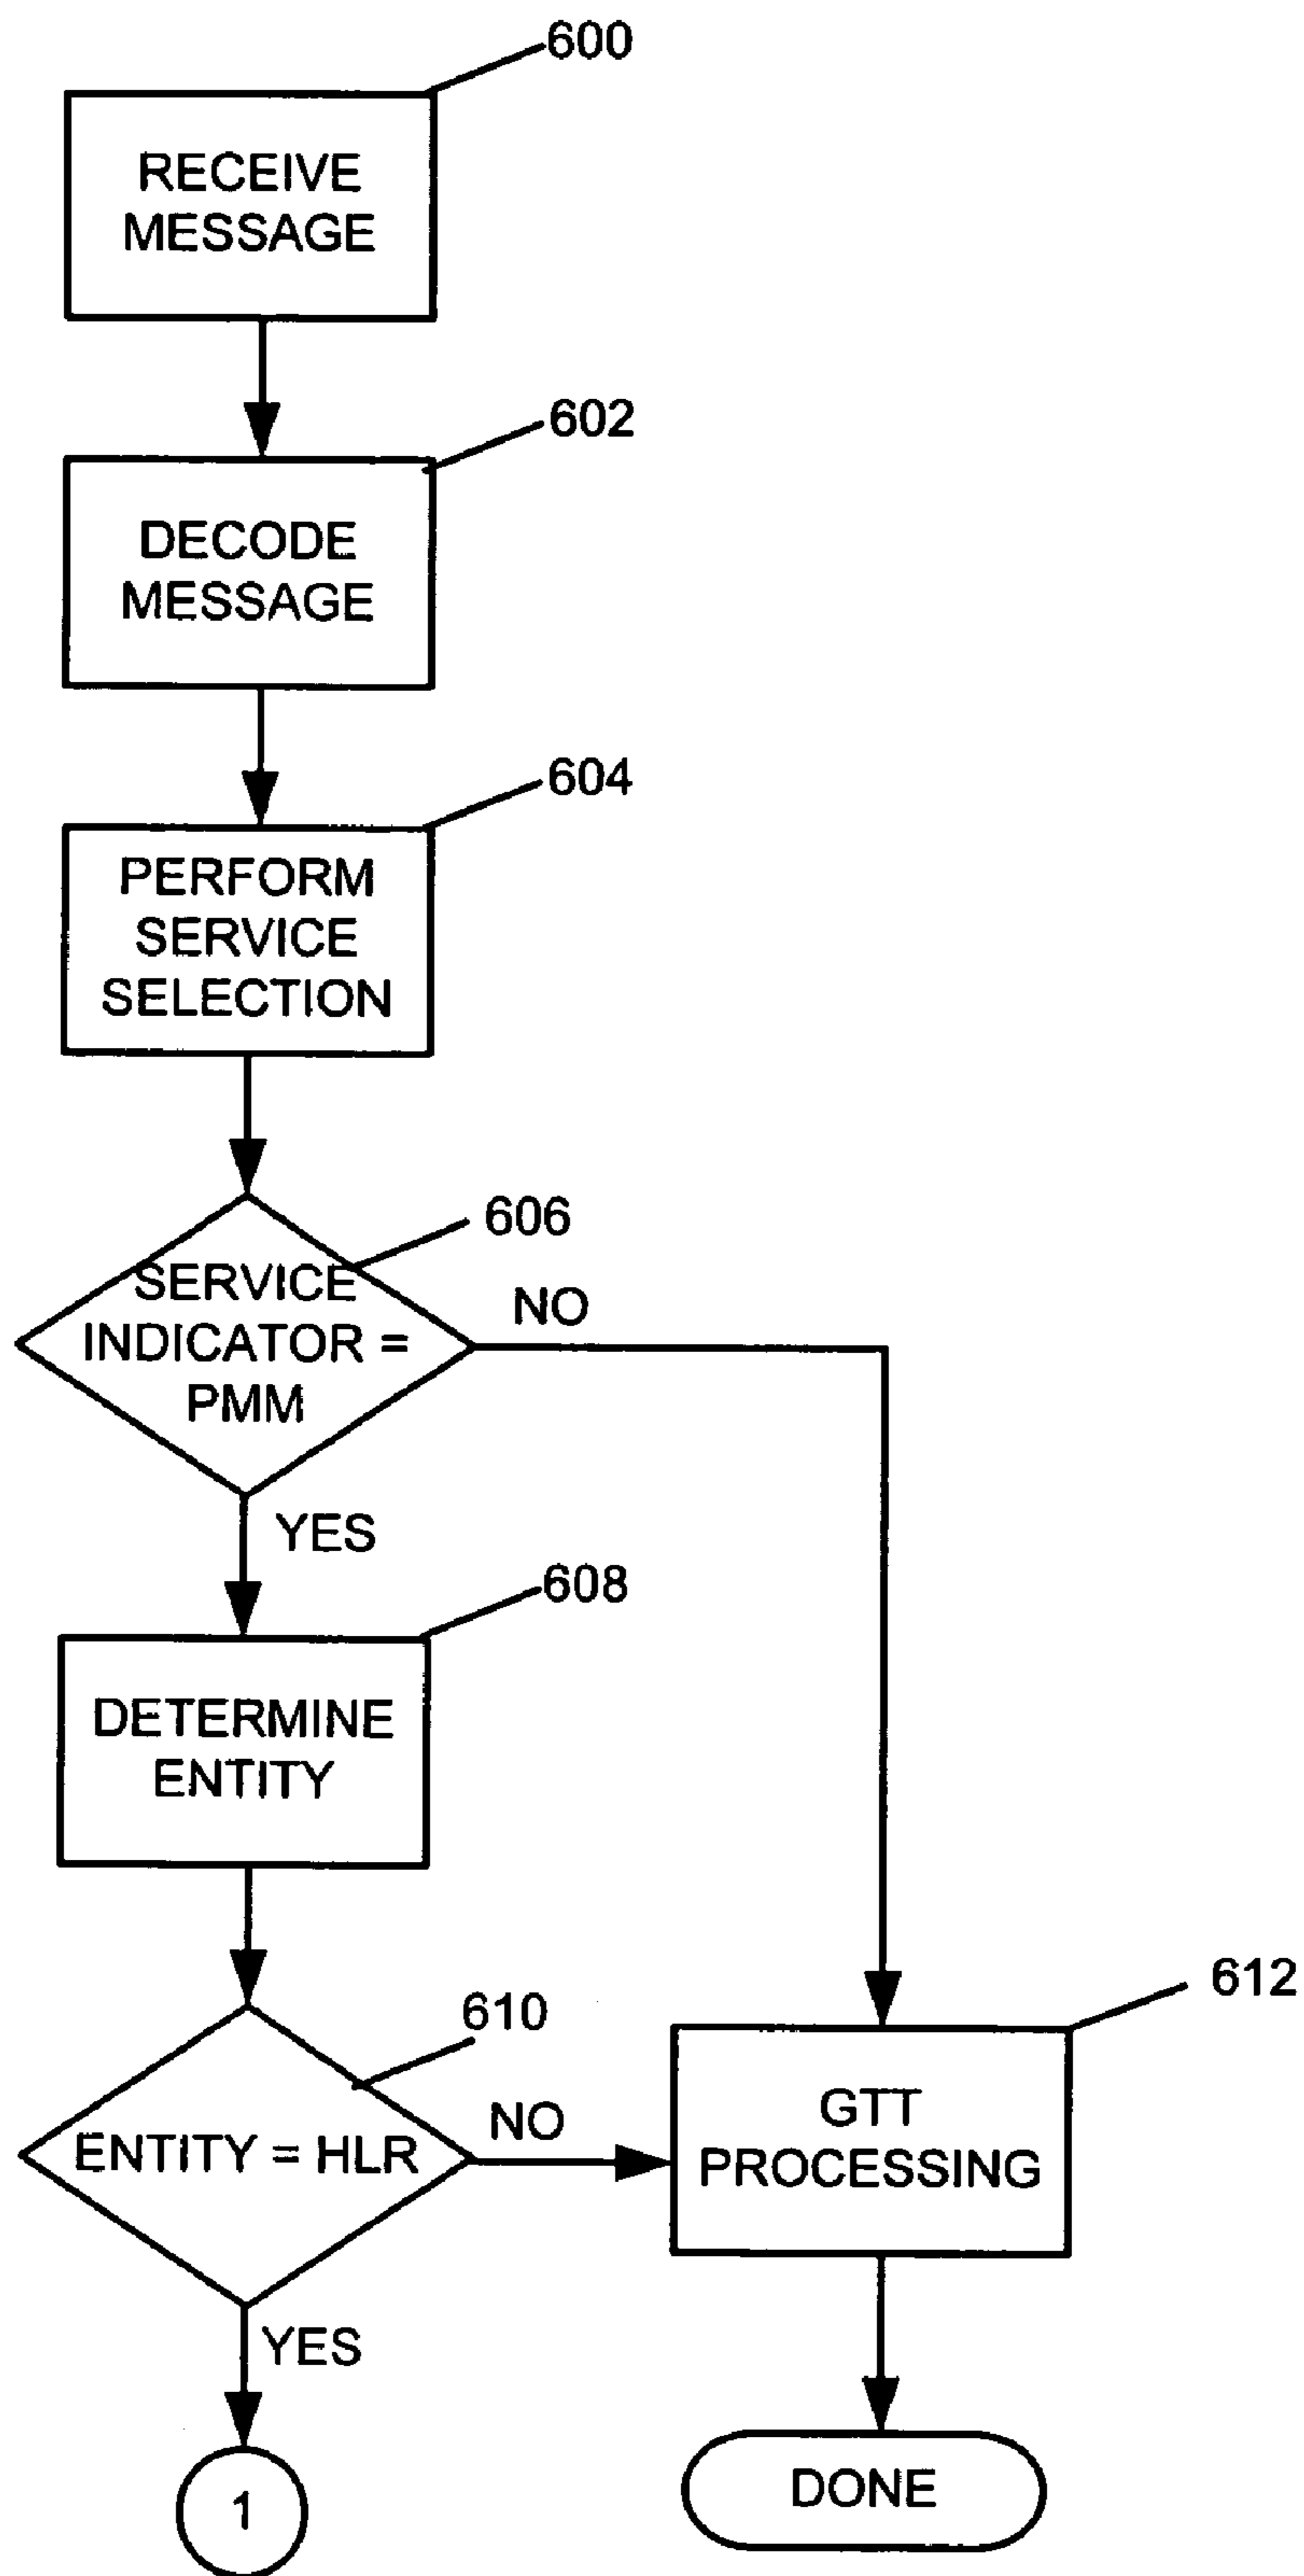 600
RECEIVE
MESSAGE
602
DECODE
MESSAGE
604
PERFORM
SERVICE
SELECTION
606
SERVICE
INDICATOR =
PMM
NO
YES
608
DETERMINE
ENTITY
610
ENTITY = HLR
NO
612
GTT
PROCESSING
YES
1
DONE